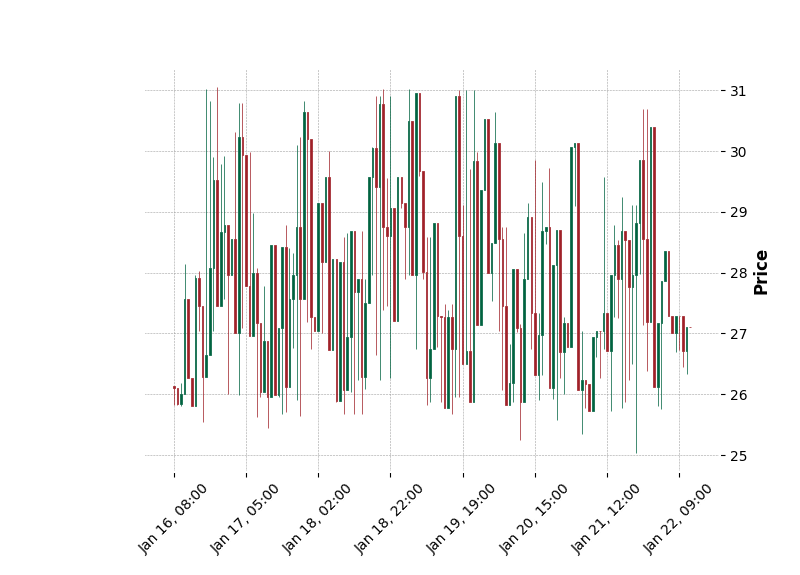 31
30
29
28
27
26
25
Price
Jan 16, 08:00
Jan 17, 05:00
Jan 18, 02:00
Jan 18, 22:00
Jan 19, 19:00
Jan 20, 15:00
Jan 21, 12:00
Jan 22, 09:00